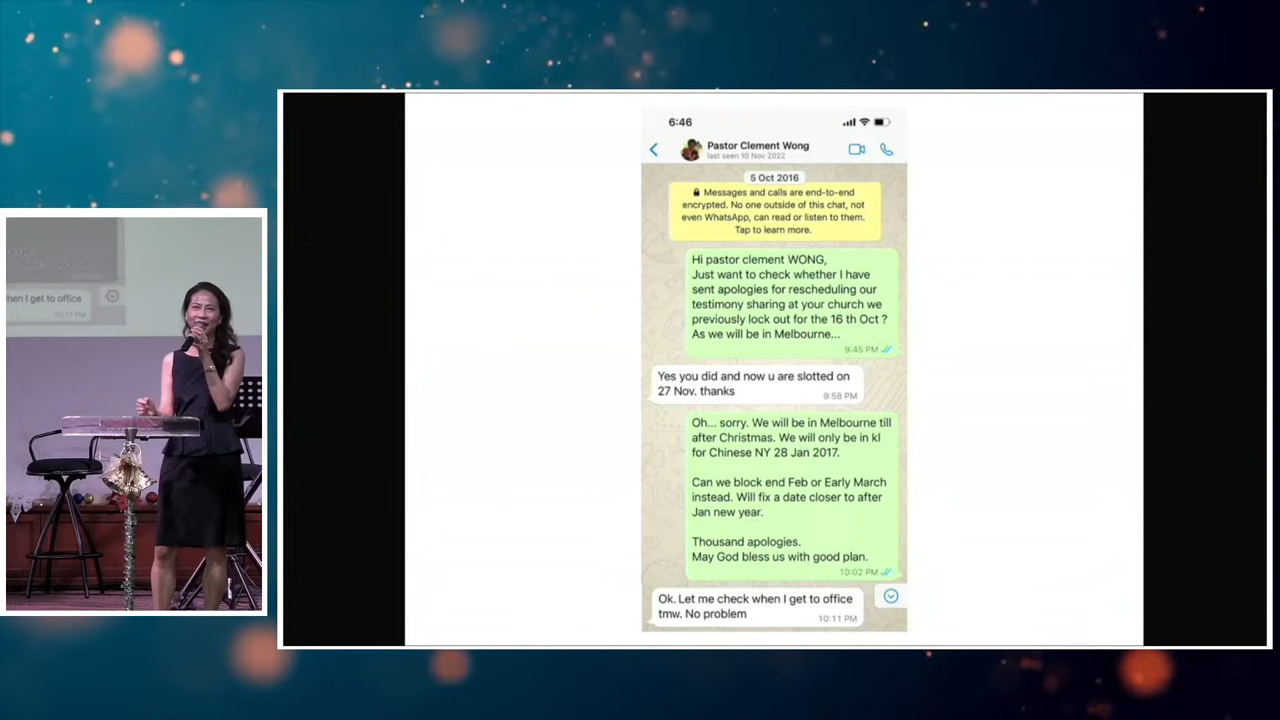 hen I get to office
10:11 PM
6:46
Pastor Clement Wong
last seen 10 Nov 2022
5 Oct 2016
Messages and calls are end-to-end
encrypted. No one outside of this chat, not
even WhatsApp, can read or listen to them.
Tap to learn more.
Hi pastor clement WONG,
Just want to check whether I have
sent apologies for rescheduling our
testimony sharing at your church we
previously lock out for the 16 th Oct ?
As we will be in Melbourne...
9:45 PM
Yes you did and now u are slotted on
27 Nov. thanks
9:58 PM
Oh... sorry. We will be in Melbourne till
after Christmas. We will only be in kl
for Chinese NY 28 Jan 2017.
Can we block end Feb or Early March
instead. Will fix a date closer to after
Jan new year.
Thousand apologies.
May God bless us with good plan.
10:02 PM
Ok. Let me check when I get to office
tmw. No problem
10:11 PM